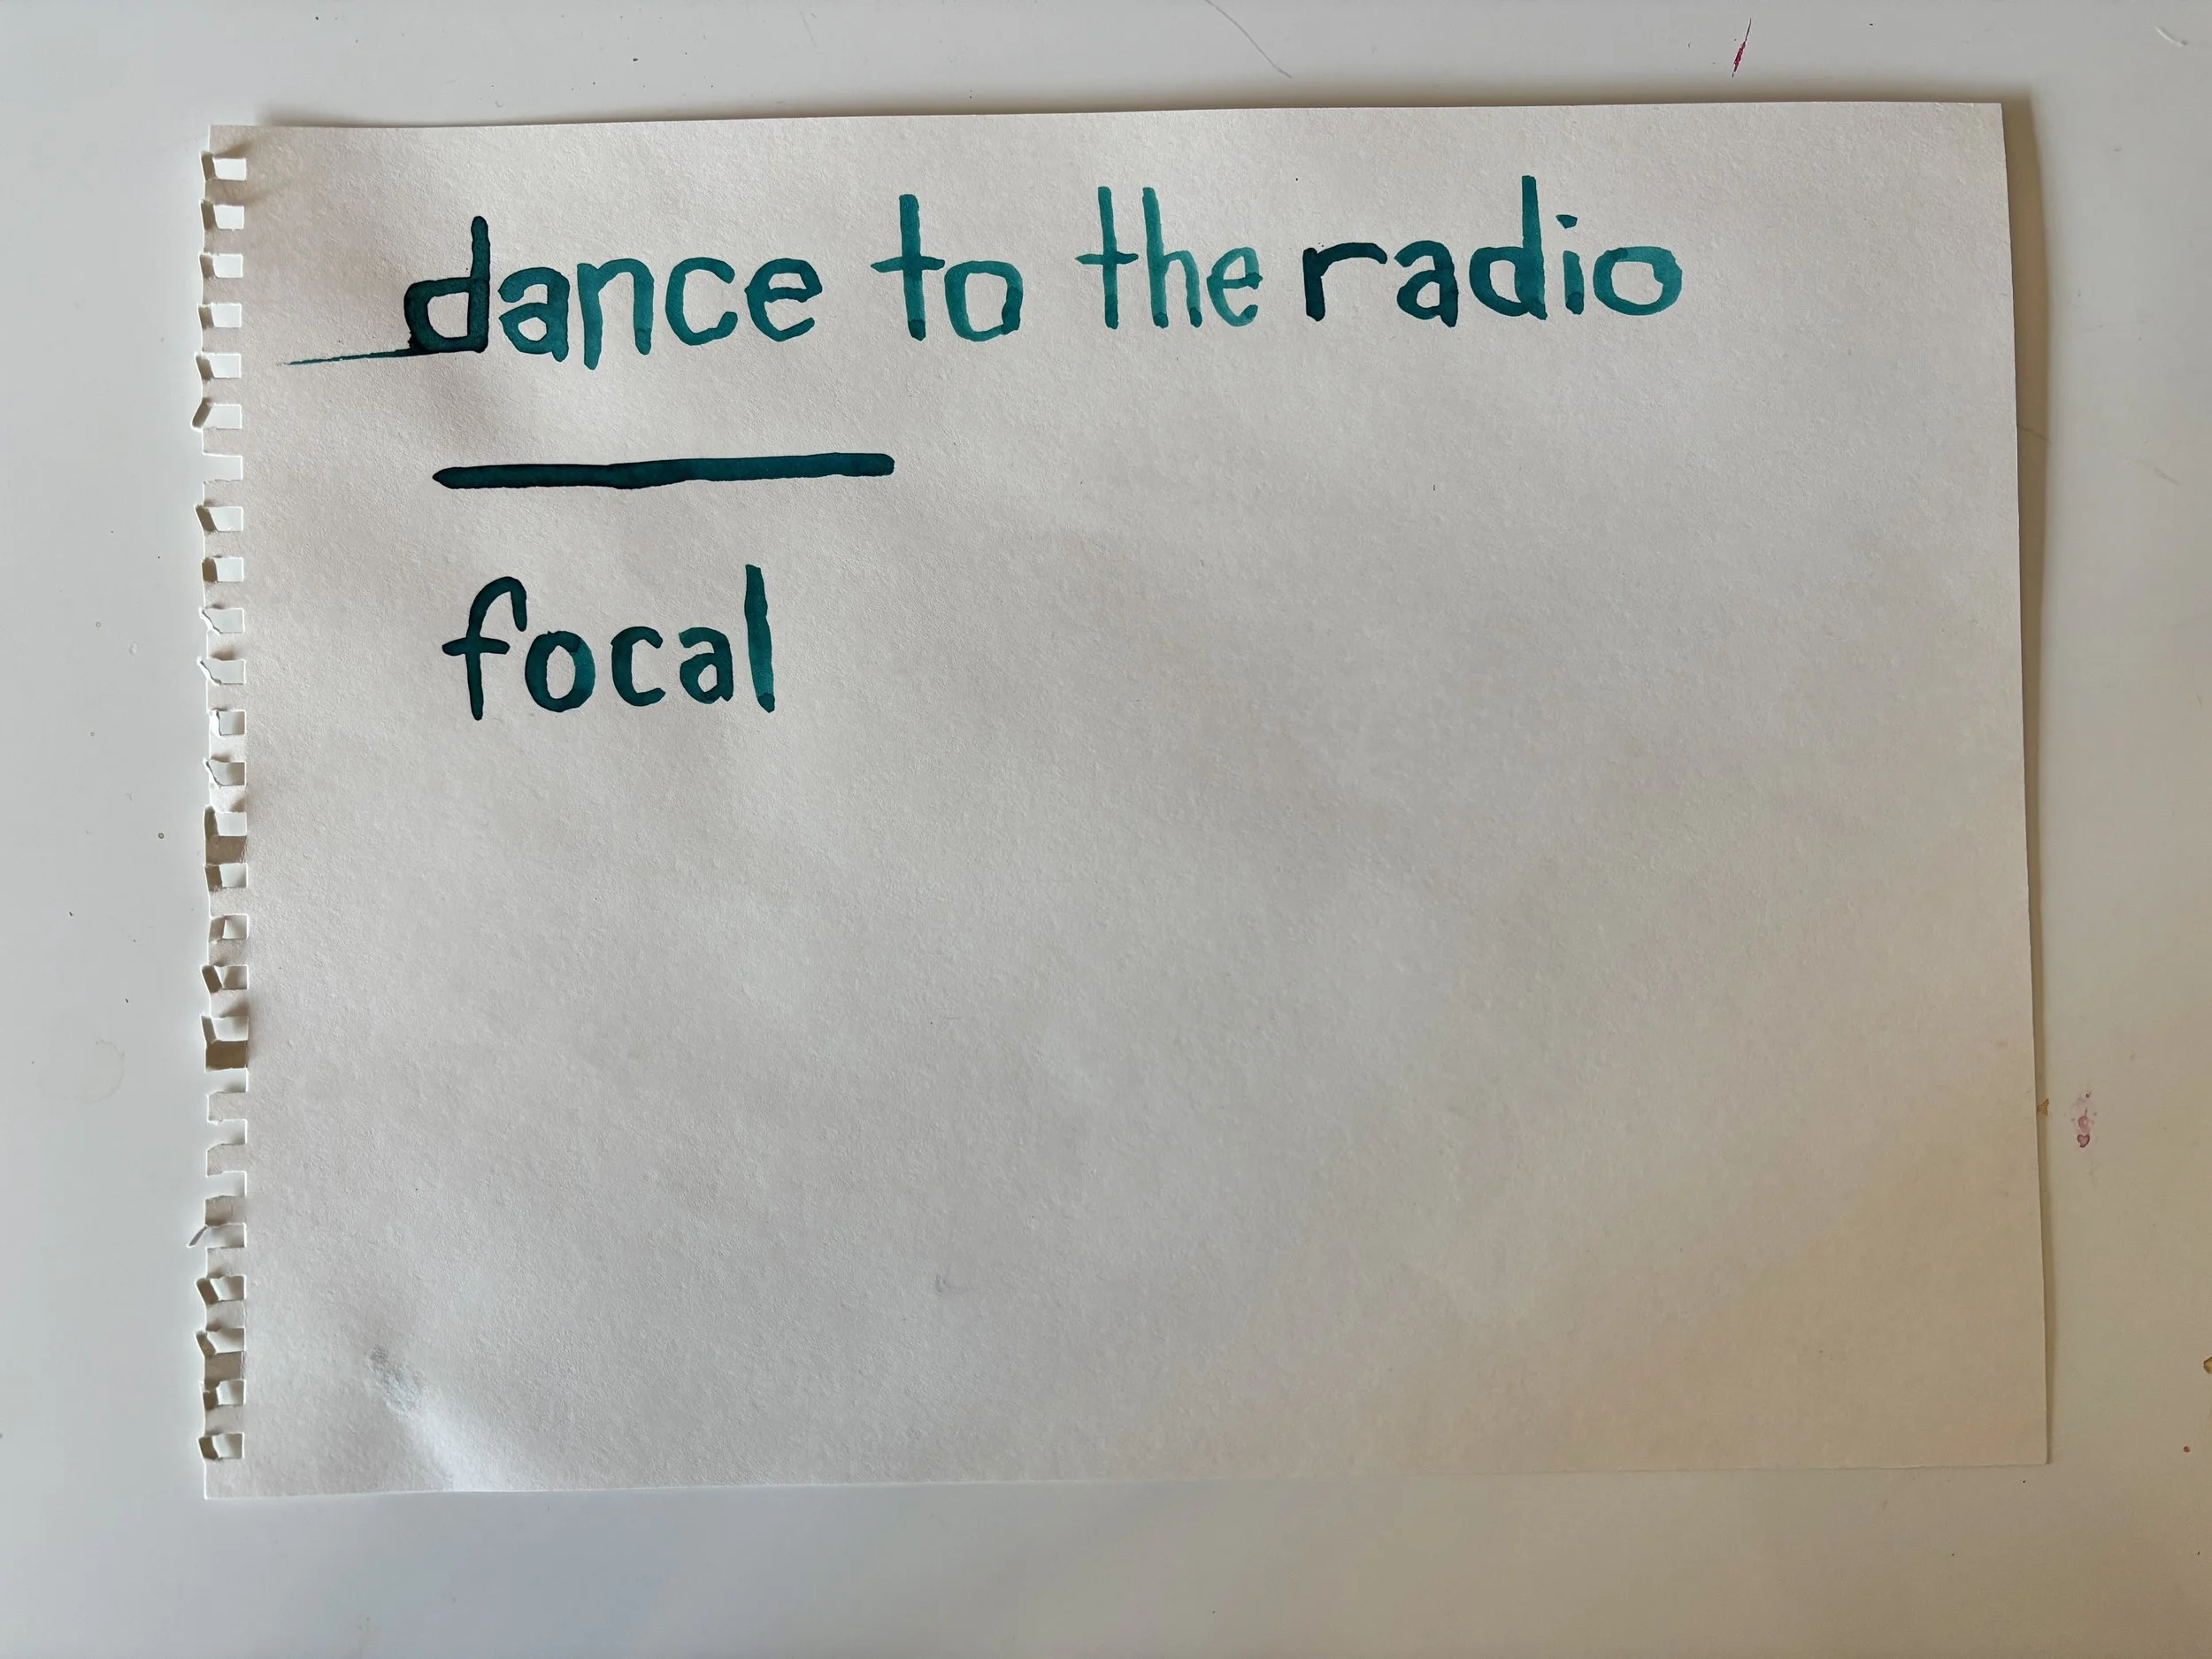 dance to the radio
focal